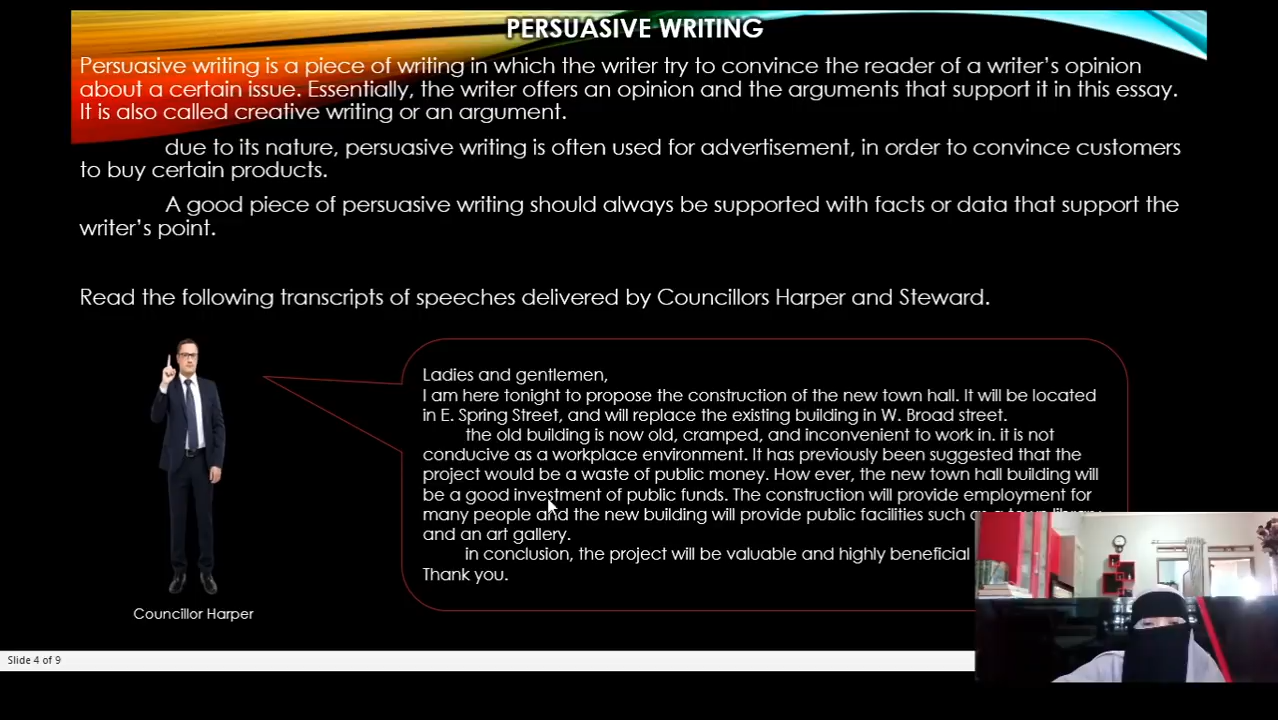 PERSUASIVE WRITING
Persuasive writing is a piece of writing in which the writer try to convince the reader of a writer's opinion
about a certain issue. Essentially, the writer offers an opinion and the arguments that support it in this essay.
It is also called creative writing or an argument.
due to its nature, persuasive writing is often used for advertisement, in order to convince customers
to buy certain products.
A good piece of persuasive writing should always be supported with facts or data that support the
writer's point.
Read the following transcripts of speeches delivered by Councillors Harper and Steward.
Ladies and gentlemen,
I am here tonight to propose the construction of the new town hall. It will be located
in E. Spring Street, and will replace the existing building in W. Broad street.
the old building is now old, cramped, and inconvenient to work in. it is not
conducive as a workplace environment. It has previously been suggested that the
project would be a waste of public money. How ever, the new town hall building will
be a good investment of public funds. The construction will provide employment for
many people and the new building will provide public facilities such
and an art gallery.
in conclusion, the project will be valuable and highly beneficial
Thank you.
Councillor Harper
Slide 4 of 9